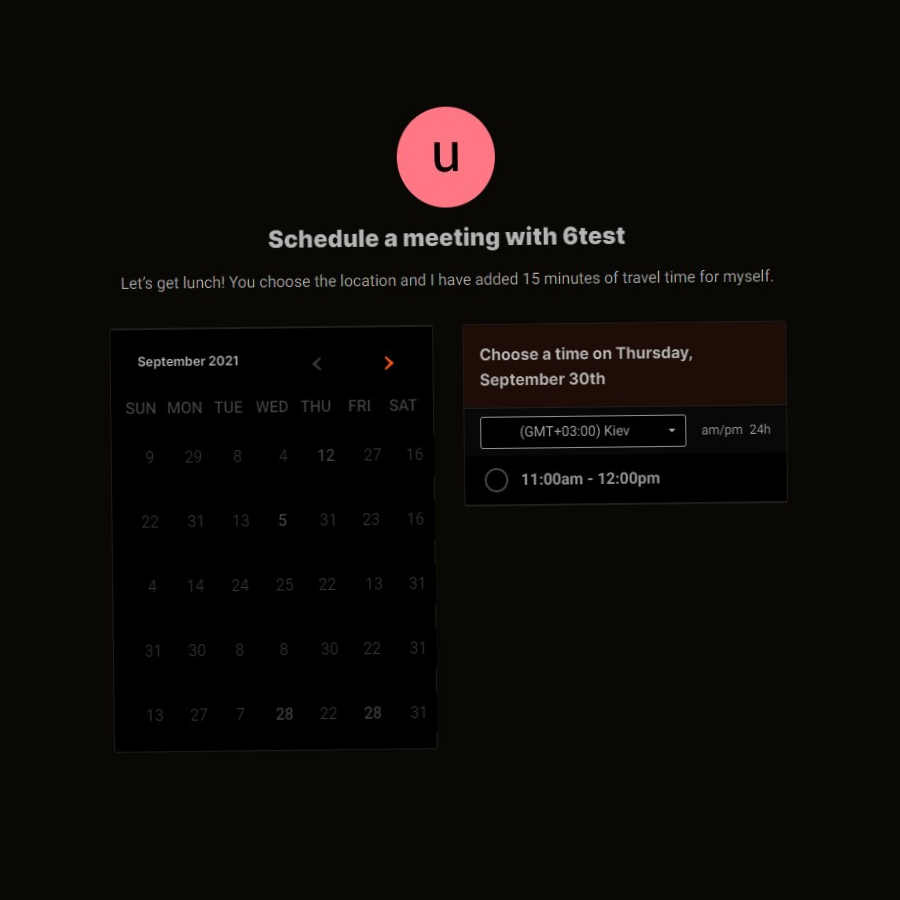 u
Schedule a meeting with 6test
Let's get lunch! You choose the location and I have added 15 minutes of travel time for myself.
September 2021
SUN MON TUE WED THU FRI SAT
9 29 8 4 12 27 16
22 31 13 5 31 23 16
4 14 24 25 22 13 31
31 30 8 8 30 22 31
13 27 7 28 22 28 31
Choose a time on Thursday,
September 30th
(GMT+03:00) Kiev
am/pm 24h
11:00am - 12:00pm